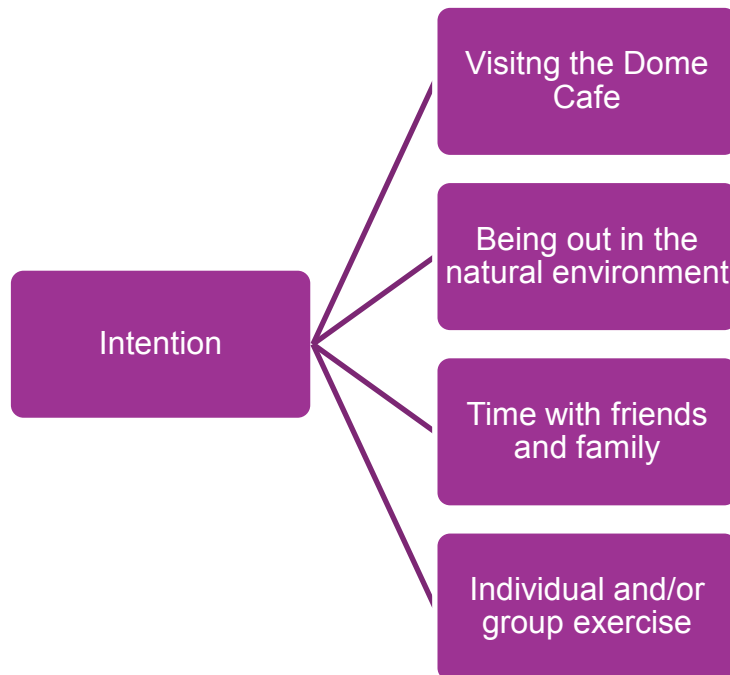 Intention
Visitng the Dome
Cafe
Being out in the
natural environment
Time with friends
and family
Individual and/or
group exercise